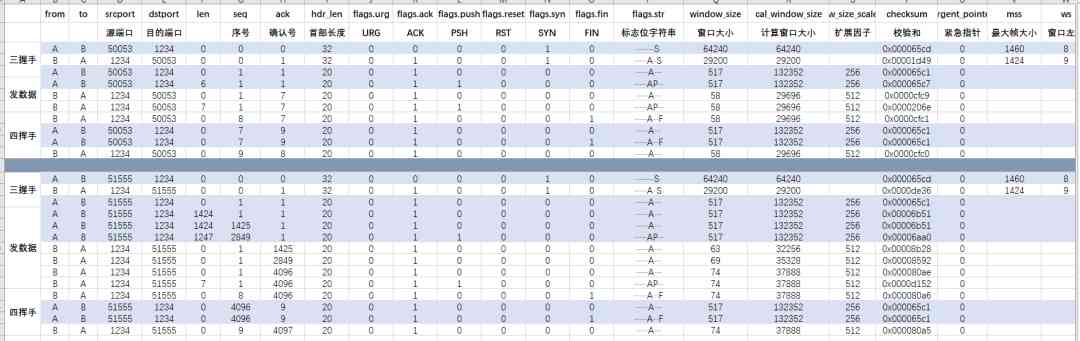 from to srcport dstport len seq ack hdr_len flags.urg flags.ack flags.push flags.reset flags.syn flags.fin flags.str window_size cal_window_size w_size_scale checksum rgent_pointe mss ws
源端口 目的端口 序号 确认号 首部长度 URG ACK PSH RST SYN FIN 标志位字符串 窗口大小 计算窗口大小 扩展因子 校验和 紧急指针 最大帧大小 窗口左
三握手
A B 50053 1234 0 0 0 32 0 0 0 0 1 0 S 64240 64240 0x000065cd 0 1460 8
B A 1234 50053 0 0 1 32 0 1 0 0 1 0 A··S 29200 29200 0x00001d49 0 1424 9
A B 50053 1234 0 1 1 20 0 1 0 0 0 0 A 517 132352 256 0x000065c1 0
发数据
A B 50053 1234 6 1 1 20 0 1 1 0 0 0 AP 517 132352 256 0x000065c7 0
B A 1234 50053 0 1 7 20 0 1 0 0 0 0 A 58 29696 512 0x0000cfc9 0
B A 1234 50053 7 1 7 20 0 1 1 0 0 0 AP 58 29696 512 0x0000206e 0
B A 1234 50053 0 8 7 20 0 1 0 0 0 1 A··F 58 29696 512 0x0000cfc1 0
四挥手
A B 50053 1234 0 7 9 20 0 1 0 0 0 0 A 517 132352 256 0x000065c1 0
A B 50053 1234 0 7 9 20 0 1 0 0 0 1 A··F 517 132352 256 0x000065c1 0
B A 1234 50053 0 9 8 20 0 1 0 0 0 0 A 58 29696 512 0x0000cfc0 0
三握手
A B 51555 1234 0 0 0 32 0 0 0 0 1 0 S 64240 64240 0x000065cd 0 1460 8
B A 1234 51555 0 0 1 32 0 1 0 0 1 0 A··S 29200 29200 0x0000de36 0 1424 9
A B 51555 1234 0 1 1 20 0 1 0 0 0 0 A 517 132352 256 0x000065c1 0
发数据
A B 51555 1234 1424 1 1 20 0 1 0 0 0 0 A 517 132352 256 0x00006b51 0
A B 51555 1234 1424 1425 1 20 0 1 0 0 0 0 A 517 132352 256 0x00006b51 0
A B 51555 1234 1247 2849 1 20 0 1 1 0 0 0 AP 517 132352 256 0x00006aa0 0
B A 1234 51555 0 1 1425 20 0 1 0 0 0 0 A 63 32256 512 0x00008b28 0
B A 1234 51555 0 1 2849 20 0 1 0 0 0 0 A 69 35328 512 0x00008592 0
B A 1234 51555 0 1 4096 20 0 1 0 0 0 0 A 74 37888 512 0x000080ae 0
B A 1234 51555 7 1 4096 20 0 1 1 0 0 0 AP 74 37888 512 0x0000d152 0
B A 1234 51555 0 8 4096 20 0 1 0 0 0 1 A··F 74 37888 512 0x000080a6 0
四挥手
A B 51555 1234 0 4096 9 20 0 1 0 0 0 0 A 517 132352 256 0x000065c1 0
A B 51555 1234 0 4096 9 20 0 1 0 0 0 1 A··F 517 132352 256 0x000065c1 0
B A 1234 51555 0 9 4097 20 0 1 0 0 0 0 A 74 37888 512 0x000080a5 0